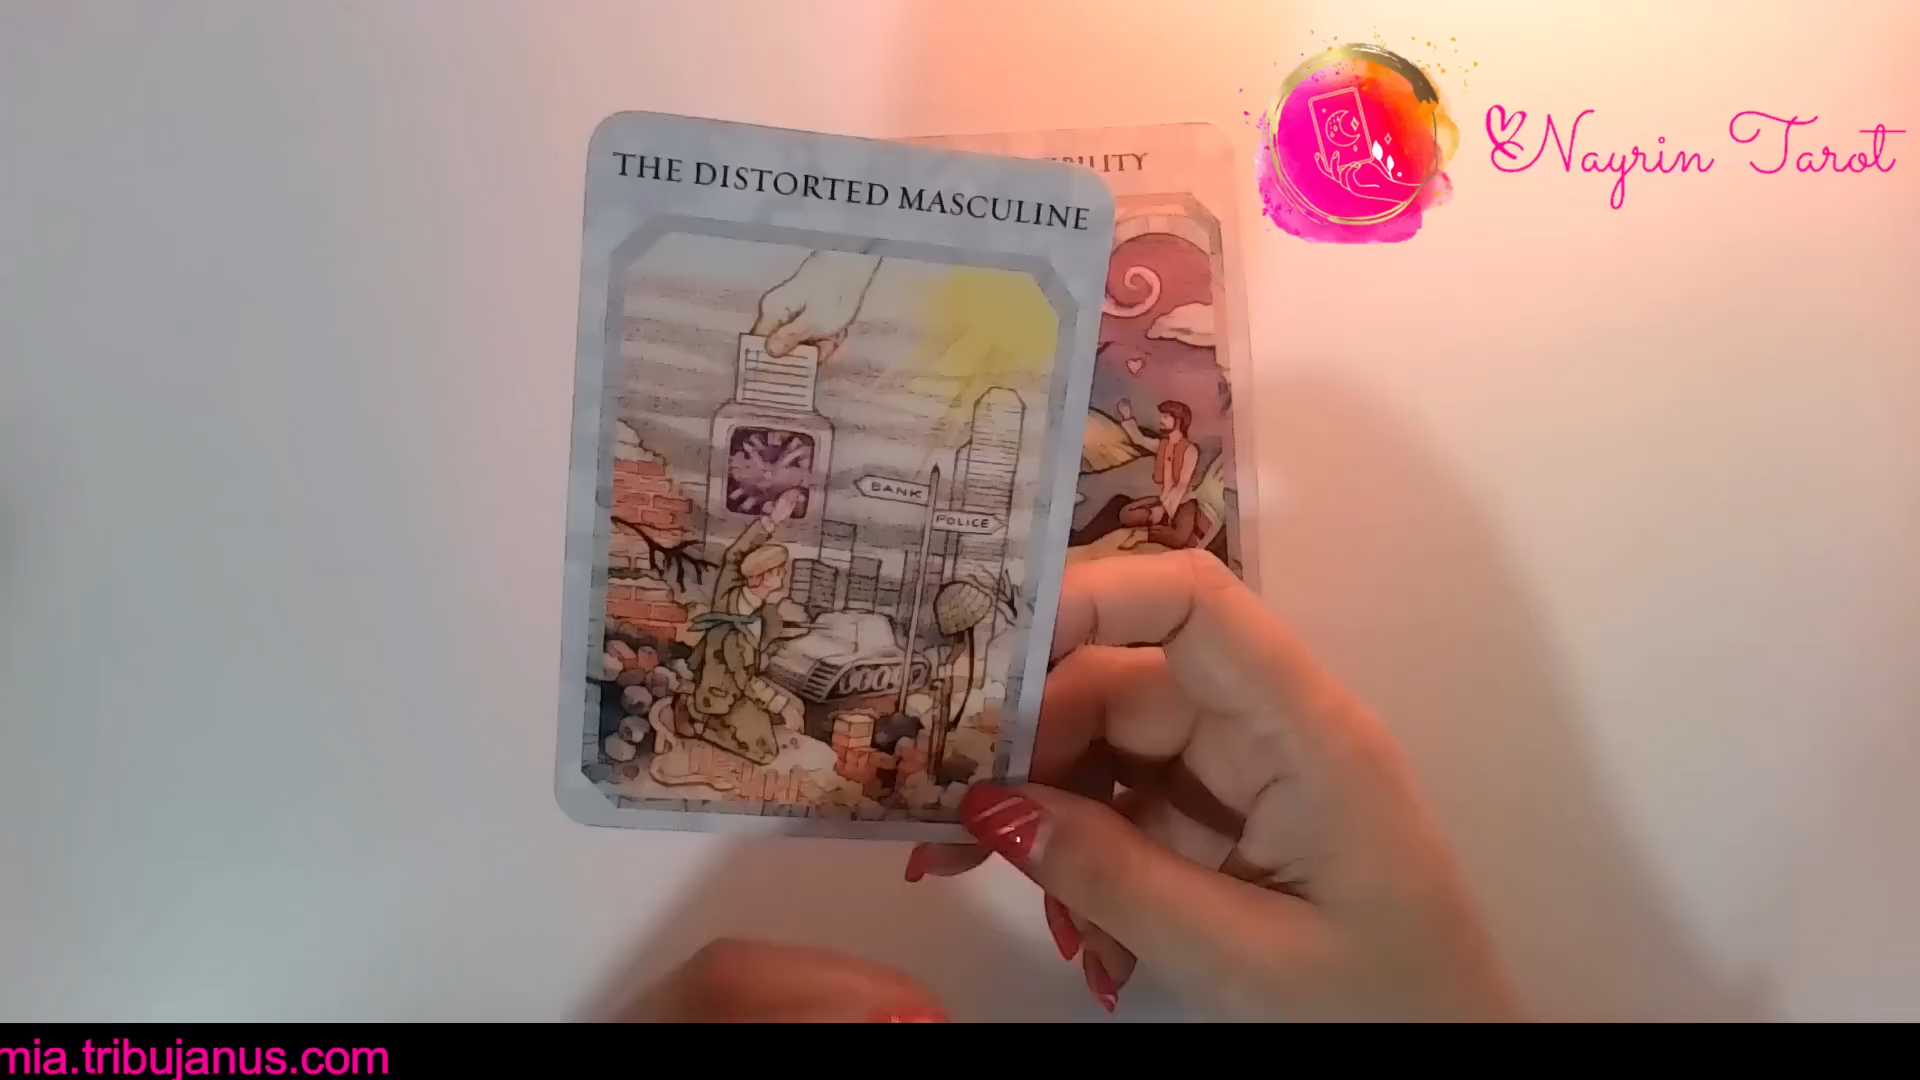 THE DISTORTED MASCULINE
Nayrin Tarot
BANK
POLICE
mia.tribujanus.com